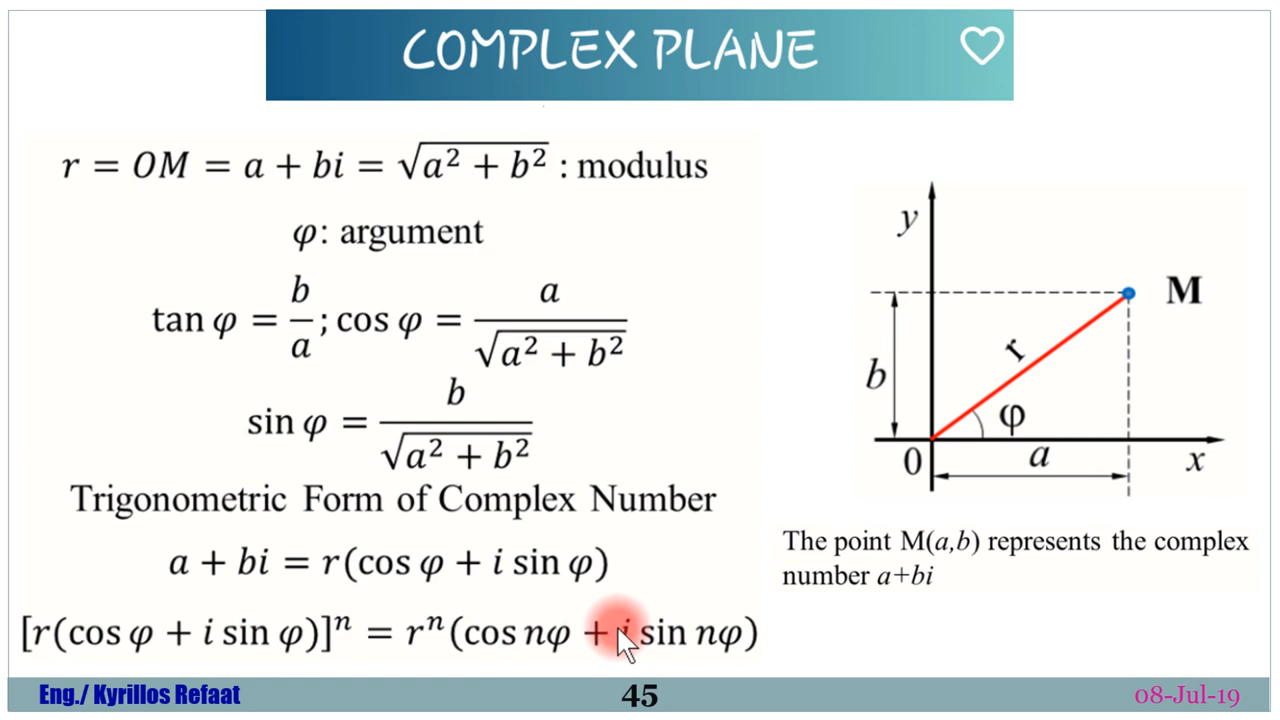 COMPLEX PLANE
r = OM = a + bi = √(a² + b²) : modulus
φ: argument
tan φ = b/a ; cos φ = a/√(a² + b²)
sin φ = b/√(a² + b²)
Trigonometric Form of Complex Number
a + bi = r(cos φ + i sin φ)
[r(cos φ + i sin φ)]ⁿ = rⁿ(cos nφ + i sin nφ)
y
M
r
b
φ
0
a
x
The point M(a,b) represents the complex
number a+bi
Eng./ Kyrillos Refaat
45
08-Jul-19